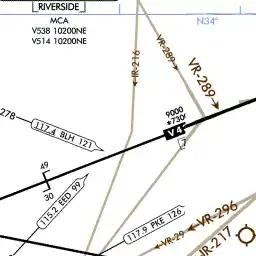 RIVERSIDE
MCA
V538 10200NE
V514 10200NE
N34°
IR-216
VR-289
VR-289
278
117.4 BLH 121
9000
*730
V4
7
49
30
115.2 EED 99
117.9 PKE 126
VR-296
VR-29
IR-217